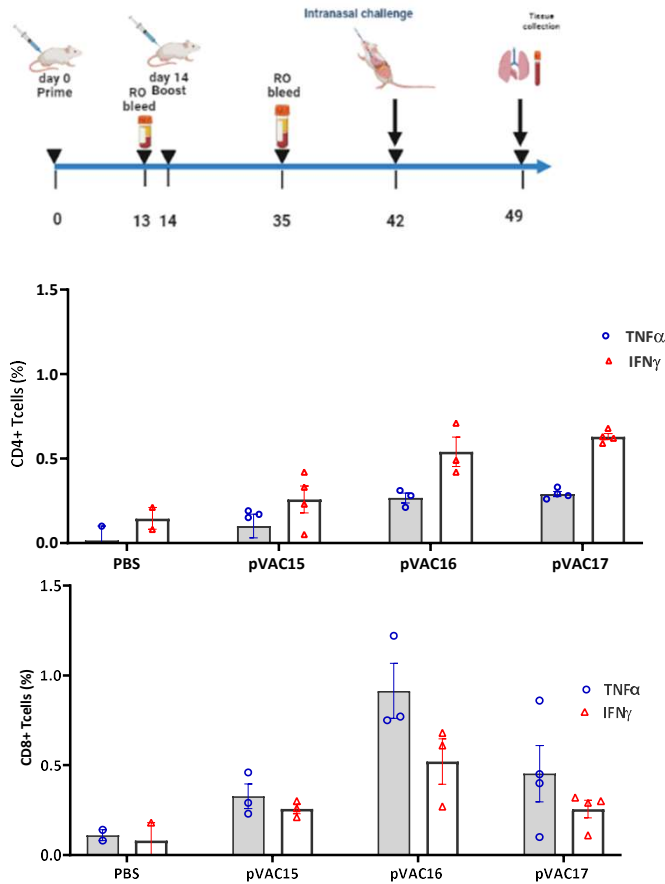 Intranasal challenge
Tissue
collection
day 0
Prime
day 14
Boost
RO
bleed
RO
bleed
0
13
14
35
42
49
1.5
1.0
0.5
0.0
CD4+ Tcells (%)
TNFα
IFNγ
PBS
pVAC15
pVAC16
pVAC17
1.5
1.0
0.5
0.0
CD8+ Tcells (%)
TNFα
IFNγ
PBS
pVAC15
pVAC16
pVAC17